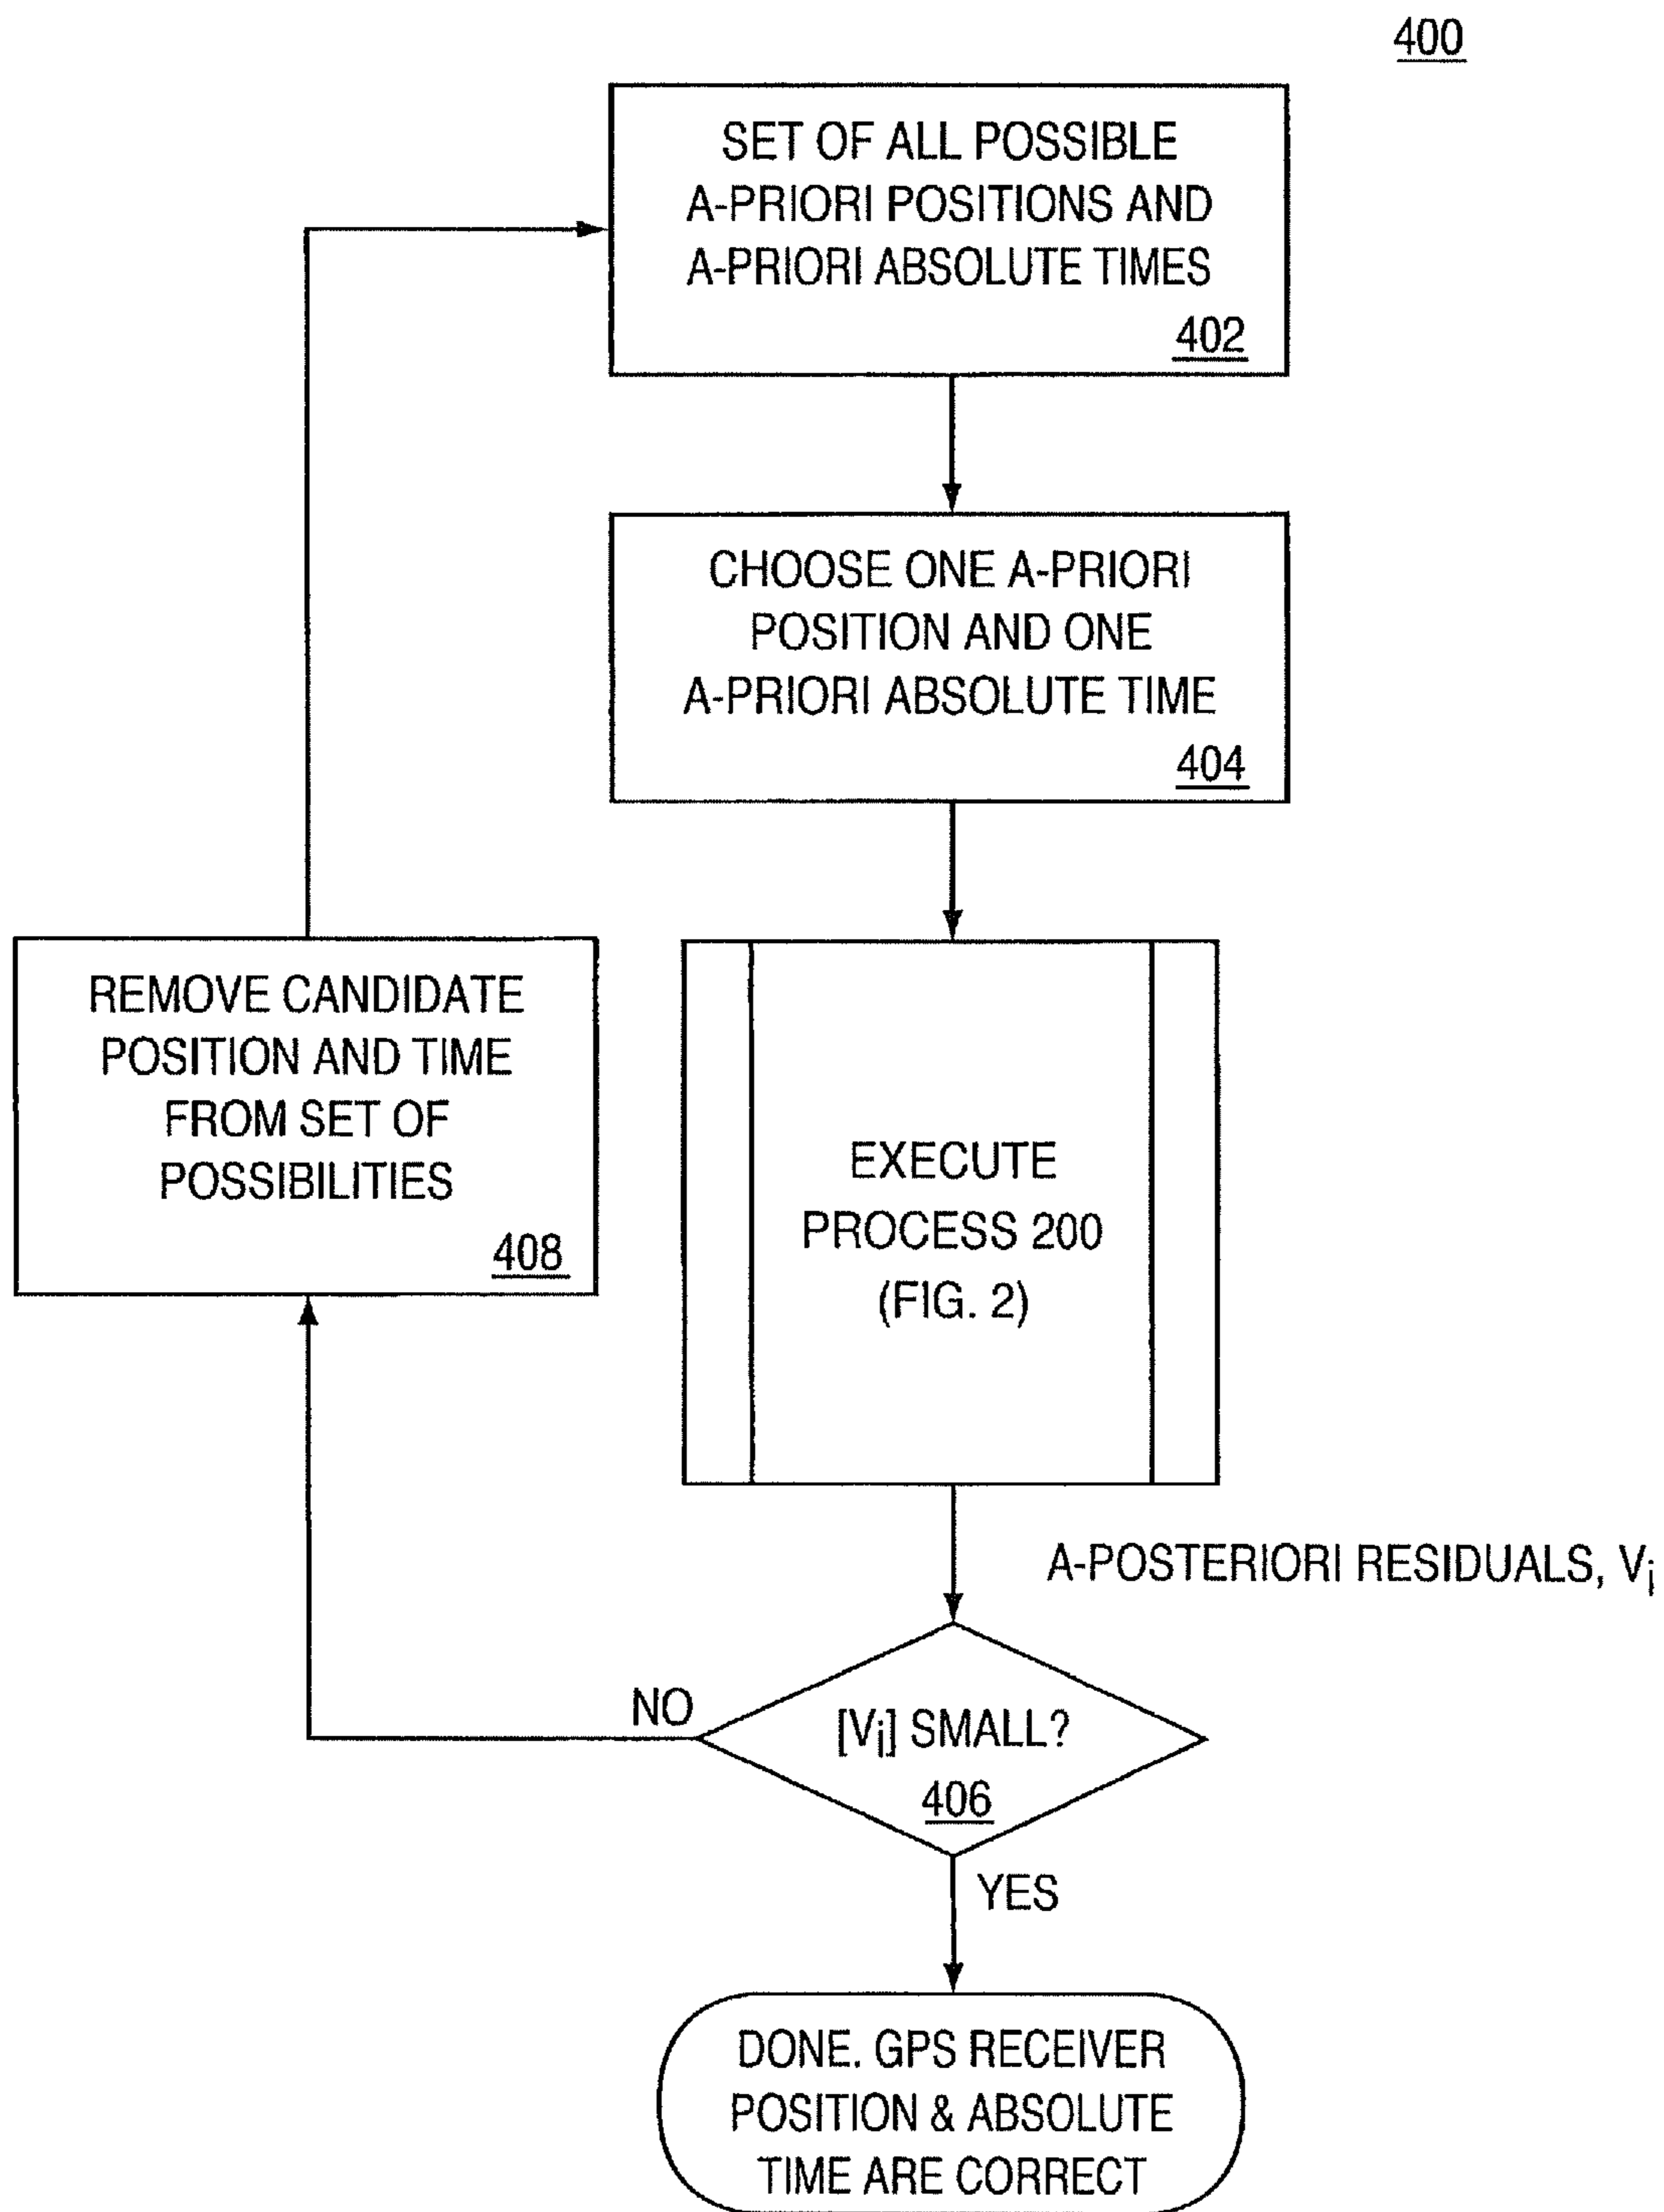 400
SET OF ALL POSSIBLE
A-PRIORI POSITIONS AND
A-PRIORI ABSOLUTE TIMES
402
CHOOSE ONE A-PRIORI
POSITION AND ONE
A-PRIORI ABSOLUTE TIME
404
EXECUTE
PROCESS 200
(FIG. 2)
A-POSTERIORI RESIDUALS, Vi
[Vi] SMALL?
406
NO
YES
REMOVE CANDIDATE
POSITION AND TIME
FROM SET OF
POSSIBILITIES
408
DONE. GPS RECEIVER
POSITION & ABSOLUTE
TIME ARE CORRECT